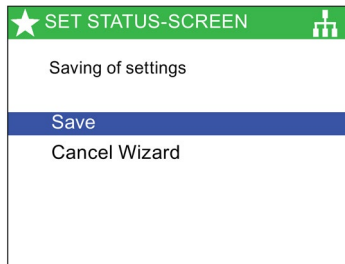 SET STATUS-SCREEN
Saving of settings
Save
Cancel Wizard